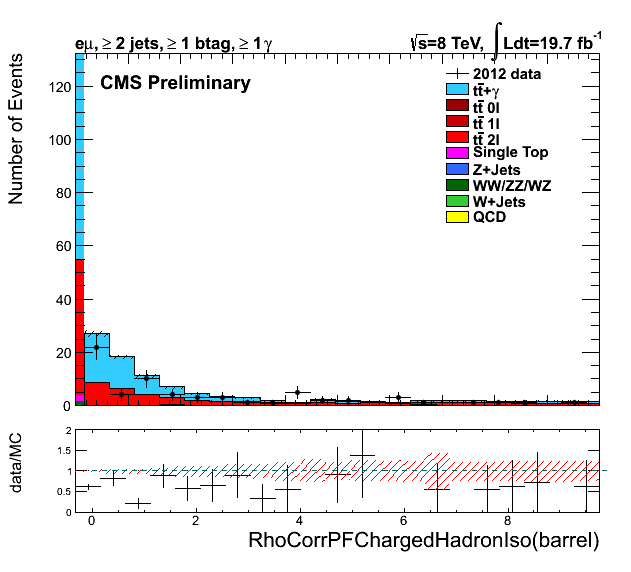 eμ, ≥ 2 jets, ≥ 1 btag, ≥ 1 γ
√s=8 TeV, ∫ Ldt=19.7 fb⁻¹
CMS Preliminary
2012 data
tt̄+γ
tt̄ 0l
tt̄ 1l
tt̄ 2l
Single Top
Z+Jets
WW/ZZ/WZ
W+Jets
QCD
Number of Events
120
100
80
60
40
20
0
data/MC
2
1.5
1
0.5
0
0 2 4 6 8
RhoCorrPFChargedHadronIso(barrel)